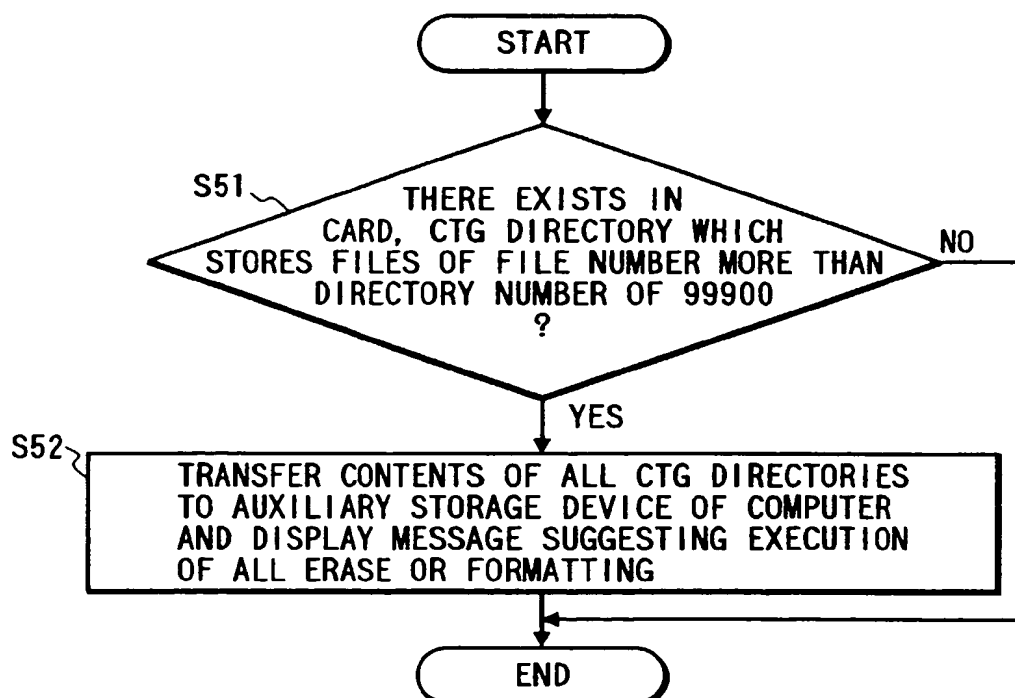 START
S51
THERE EXISTS IN
CARD, CTG DIRECTORY WHICH
STORES FILES OF FILE NUMBER MORE THAN
DIRECTORY NUMBER OF 99900
?
NO
YES
S52
TRANSFER CONTENTS OF ALL CTG DIRECTORIES
TO AUXILIARY STORAGE DEVICE OF COMPUTER
AND DISPLAY MESSAGE SUGGESTING EXECUTION
OF ALL ERASE OR FORMATTING
END